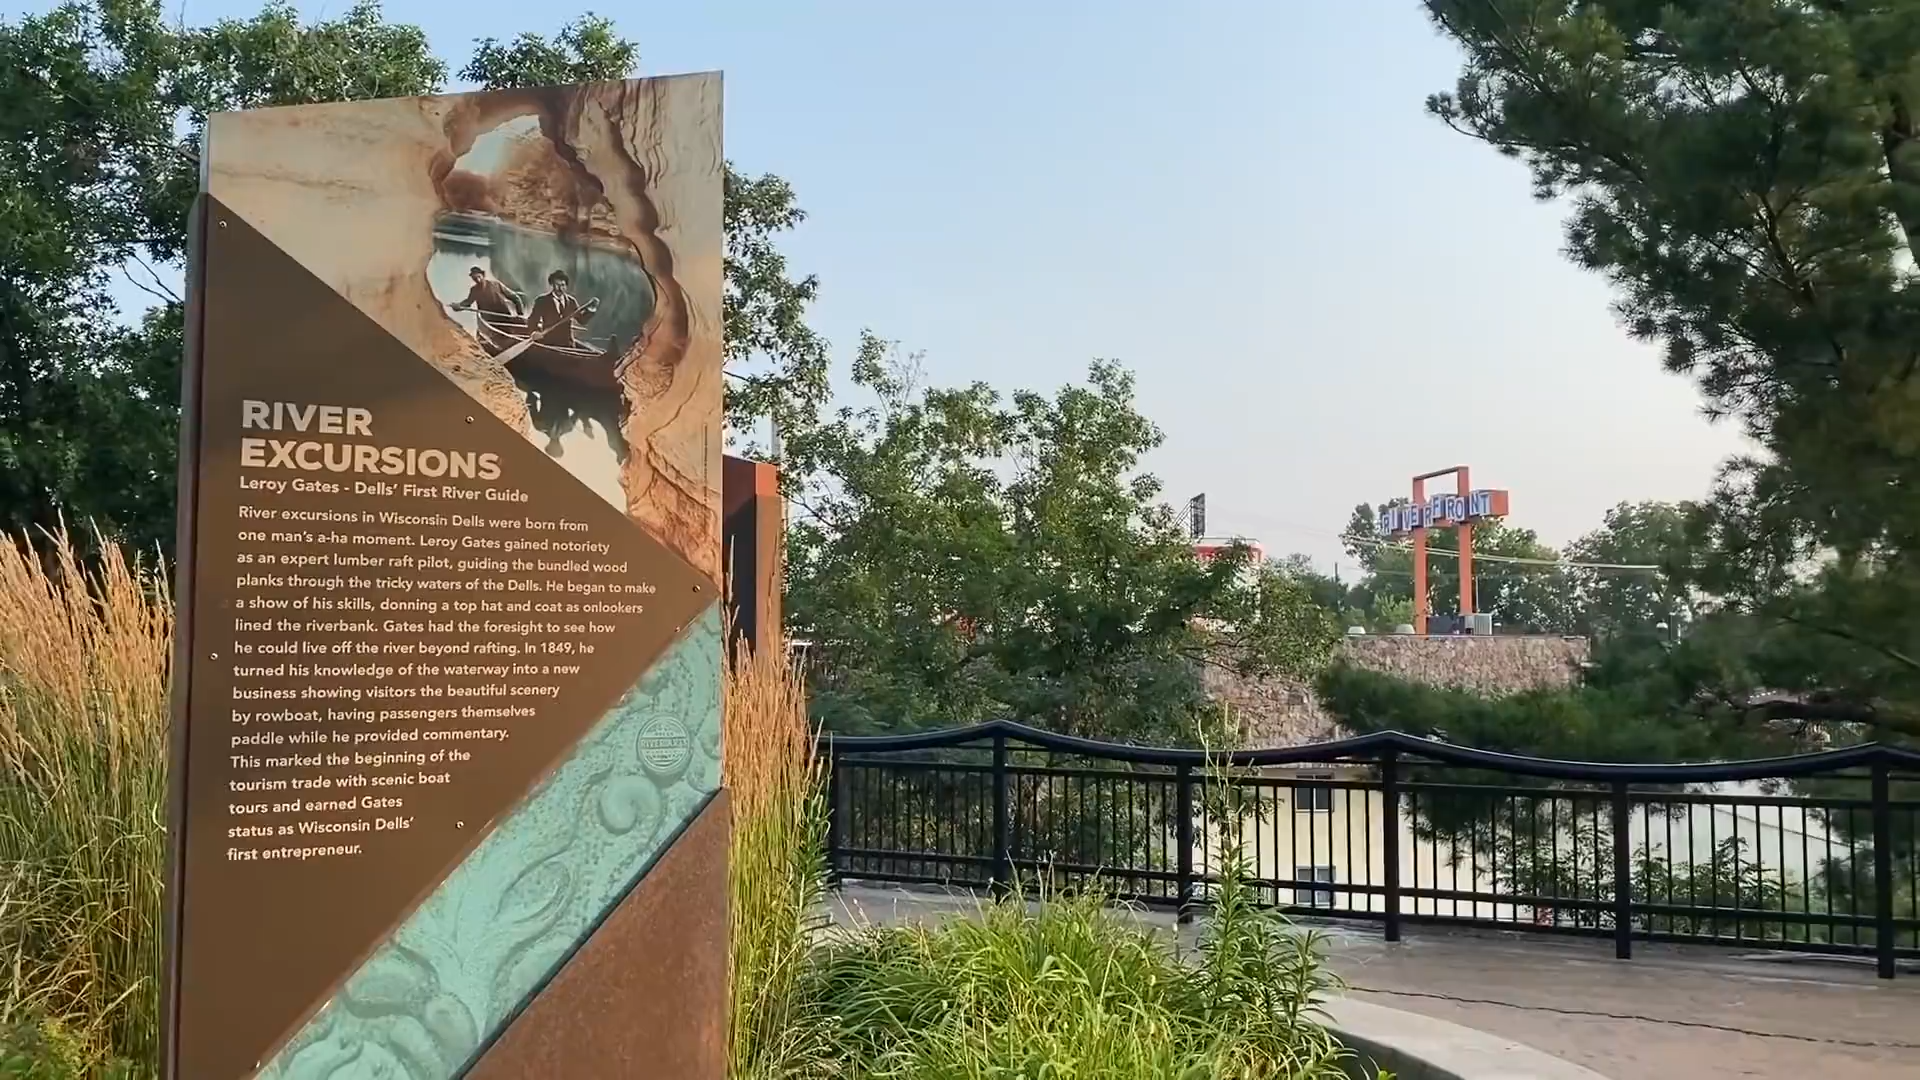 RIVER
EXCURSIONS
Leroy Gates - Dells' First River Guide
River excursions in Wisconsin Dells were born from
one man's a-ha moment. Leroy Gates gained notoriety
as an expert lumber raft pilot, guiding the bundled wood
planks through the tricky waters of the Dells. He began to make
a show of his skills, donning a top hat and coat as onlookers
lined the riverbank. Gates had the foresight to see how
he could live off the river beyond rafting. In 1849, he
turned his knowledge of the waterway into a new
business showing visitors the beautiful scenery
by rowboat, having passengers themselves
paddle while he provided commentary.
This marked the beginning of the
tourism trade with scenic boat
tours and earned Gates
status as Wisconsin Dells'
first entrepreneur.
RIVERFRONT